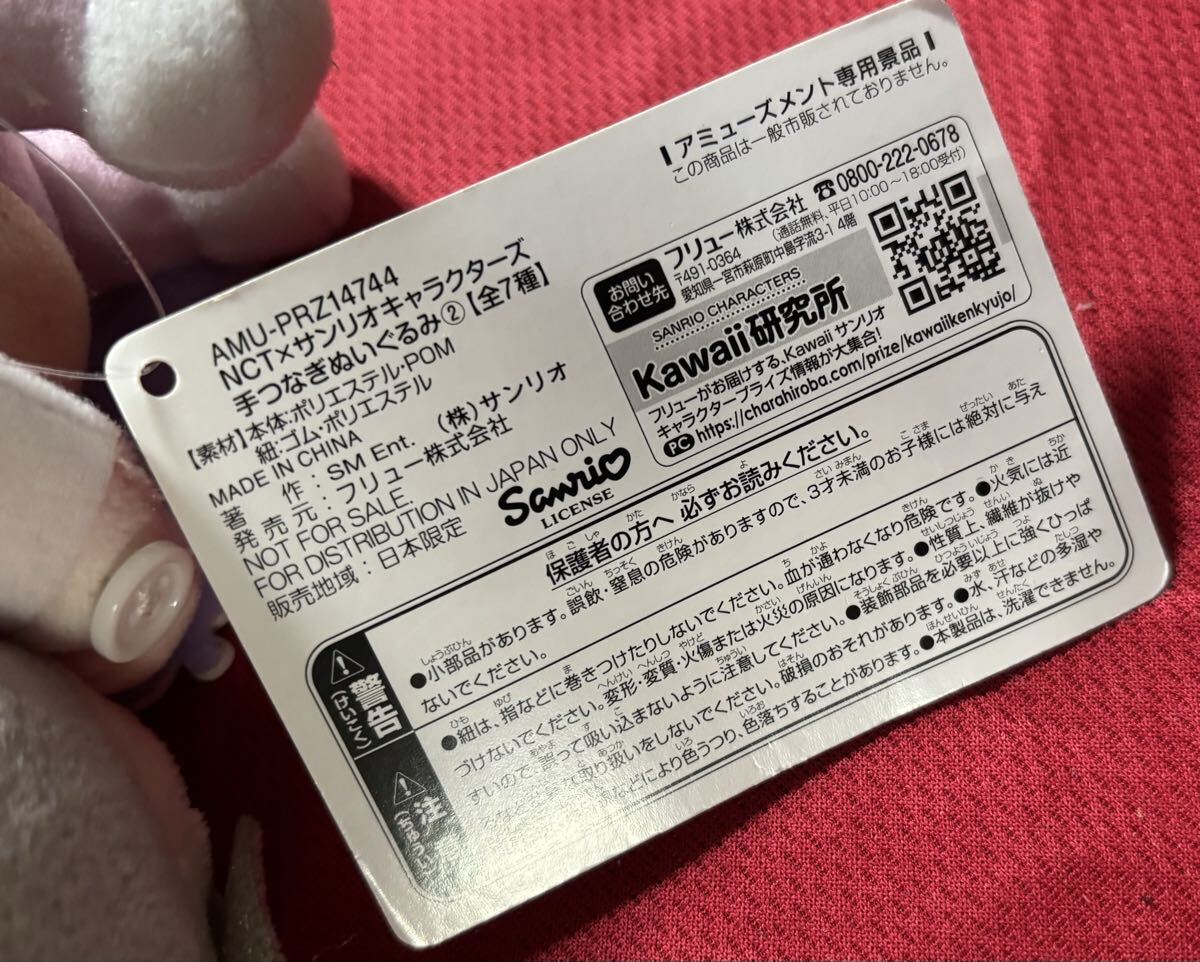 アミューズメント専用景品
この商品は一般市販されておりません。
AMU-PRZ14744
NCT×サンリオキャラクターズ
手つなぎぬいぐるみ②【全7種】
【素材】本体:ポリエステル・POM
紐:ゴム・ポリエステル
MADE IN CHINA
著作:SM Ent. (株)サンリオ
発売元:フリュー株式会社
NOT FOR SALE.
FOR DISTRIBUTION IN JAPAN ONLY
販売地域:日本限定
Sanrio
LICENSE
お問い合わせ先
フリュー株式会社 ☎0800-222-0678
〒491-0364 (通話無料、平日10:00～18:00受付)
愛知県一宮市萩原町中島字流3-1 4階
SANRIO CHARACTERS
Kawaii研究所
フリューがお届けする、Kawaii サンリオ
キャラクタープライズ情報が大集合!
PC https://charahiroba.com/prize/kawaiikenkyujo/
保護者の方へ 必ずお読みください。
警告
(けいこく)
●小部品があります。誤飲・窒息の危険がありますので、3才未満のお子様には絶対に与え
ないでください。
注
●紐は、指などに巻きつけたりしないでください。血が通わなくなり危険です。●火気には近
づけないでください。変形・変質・火傷または火災の原因になります。●性質上、繊維が抜けや
すいので、誤って吸い込まないように注意してください。●装飾部品を必要以上に強くひっぱ
取り扱いをしないでください。破損のおそれがあります。●水、汗などの多湿や
などにより色うつり、色落ちすることがあります。●本製品は、洗濯できません。